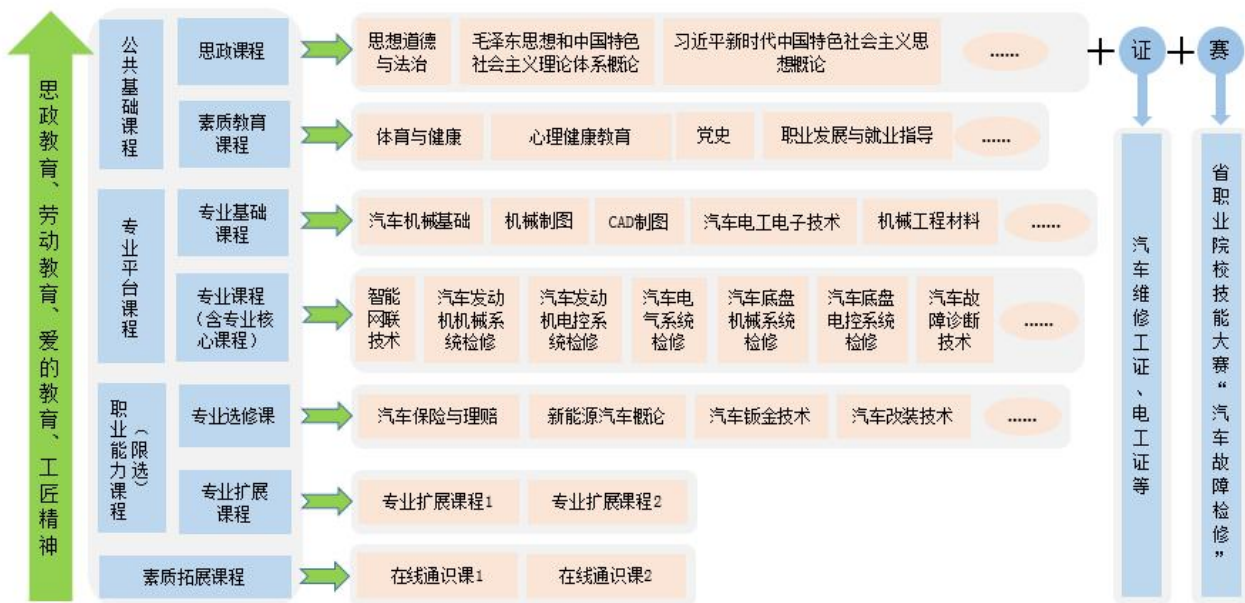 思政教育、劳动教育、爱的教育、工匠精神
公共基础课程
思政课程
思想道德
与法治
毛泽东思想和中国特色
社会主义理论体系概论
习近平新时代中国特色社会主义思
想概论
……
+
证
+
赛
素质教育
课程
体育与健康
心理健康教育
党史
职业发展与就业指导
……
专业平台课程
专业基础
课程
汽车机械基础
机械制图
CAD制图
汽车电工电子技术
机械工程材料
……
专业课程
（含专业核
心课程）
智能
网联
技术
汽车发动
机机械系
统检修
汽车发动
机电控系
统检修
汽车电
气系统
检修
汽车底盘
机械系统
检修
汽车底盘
电控系统
检修
汽车故
障诊断
技术
……
职业能力课程
（限选）
专业选修课
汽车保险与理赔
新能源汽车概论
汽车钣金技术
汽车改装技术
……
专业扩展
课程
专业扩展课程1
专业扩展课程2
素质拓展课程
在线通识课1
在线通识课2
汽车维修工证、电工证等
省职业院校技能大赛“汽车故障检修”